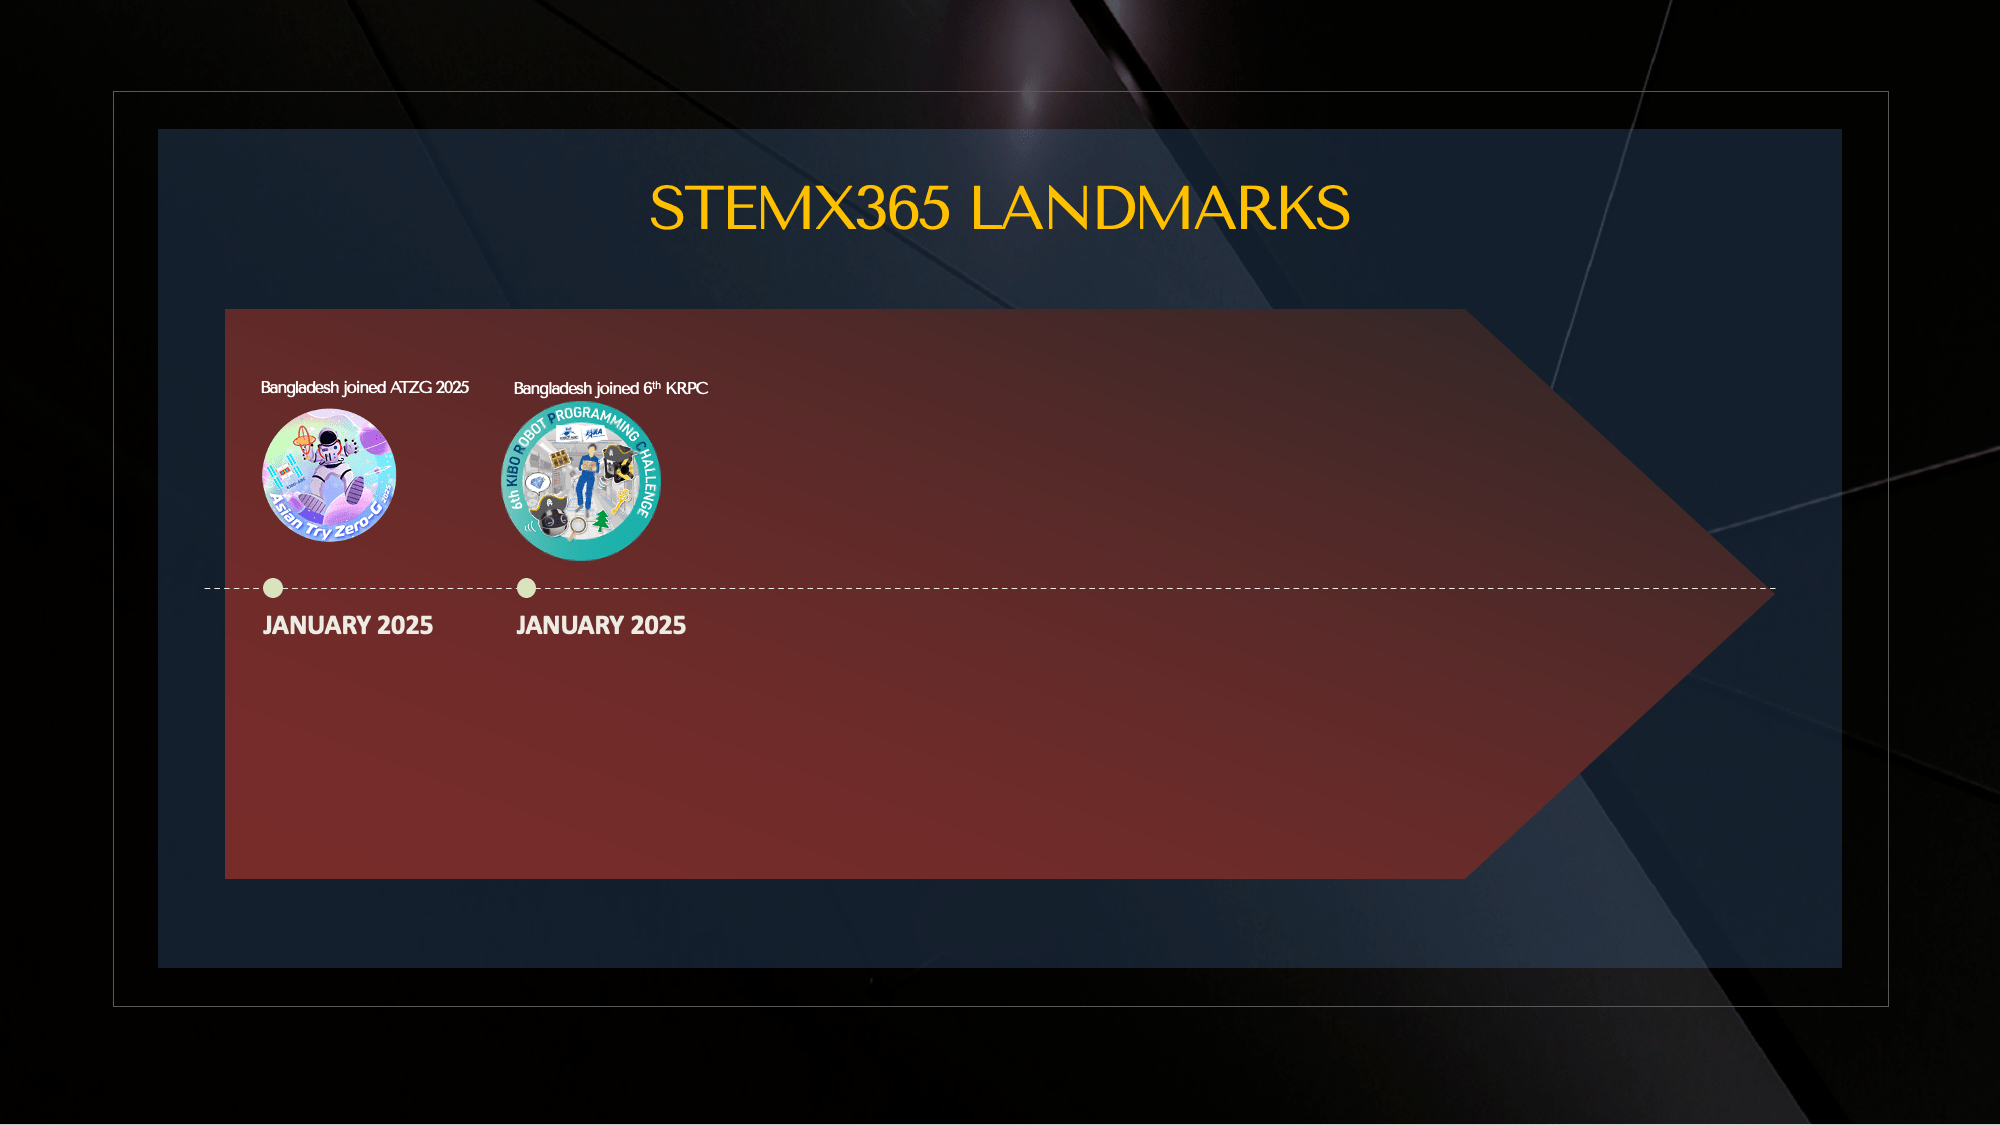 STEMX365 LANDMARKS
Bangladesh joined ATZG 2025
Bangladesh joined 6th KRPC
Asian Try Zero-G 2025
6th KIBO ROBOT PROGRAMMING CHALLENGE
JANUARY 2025
JANUARY 2025